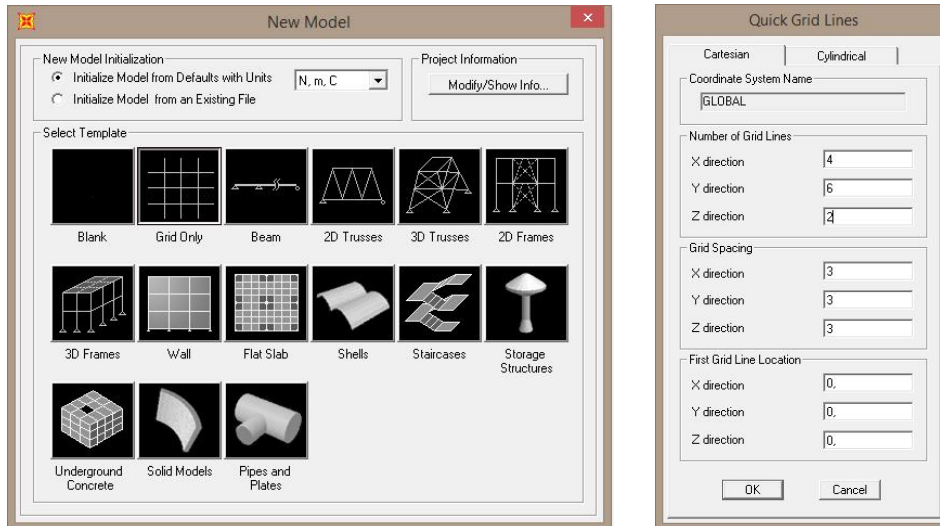 New Model
New Model Initialization
Initialize Model from Defaults with Units
N, m, C
Initialize Model from an Existing File
Project Information
Modify/Show Info...
Select Template
Blank
Grid Only
Beam
2D Trusses
3D Trusses
2D Frames
3D Frames
Wall
Flat Slab
Shells
Staircases
Storage
Structures
Underground
Concrete
Solid Models
Pipes and
Plates
Quick Grid Lines
Cartesian
Cylindrical
Coordinate System Name
GLOBAL
Number of Grid Lines
X direction 4
Y direction 6
Z direction 2
Grid Spacing
X direction 3
Y direction 3
Z direction 3
First Grid Line Location
X direction 0,
Y direction 0,
Z direction 0,
OK
Cancel